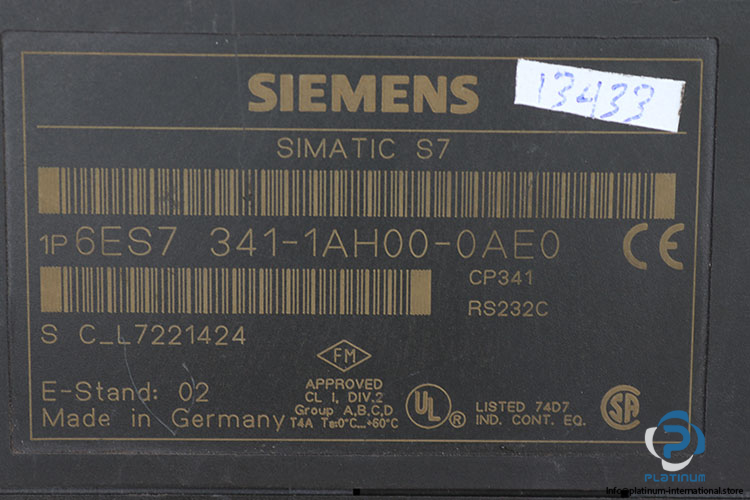 SIEMENS
13433
SIMATIC S7
1P 6ES7 341-1AH00-0AE0
CE
CP341
RS232C
S C_L7221424
FM
APPROVED
CL I, DIV.2
Group A,B,C,D
T4A Ta:0°C...+60°C
E-Stand: 02
Made in Germany
UL ®
LISTED 74D7
IND. CONT. EQ.
SA
PLATINUM
info@platinum-international.store